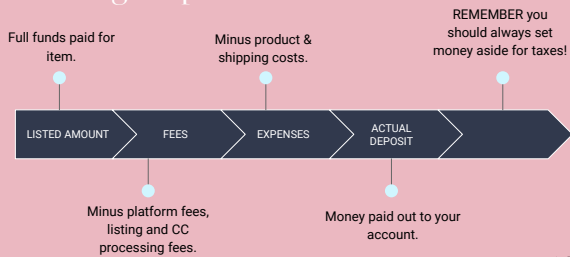 Full funds paid for
item.
Minus product &
shipping costs.
REMEMBER you
should always set
money aside for taxes!
LISTED AMOUNT
FEES
EXPENSES
ACTUAL
DEPOSIT
Minus platform fees,
listing and CC
processing fees.
Money paid out to your
account.